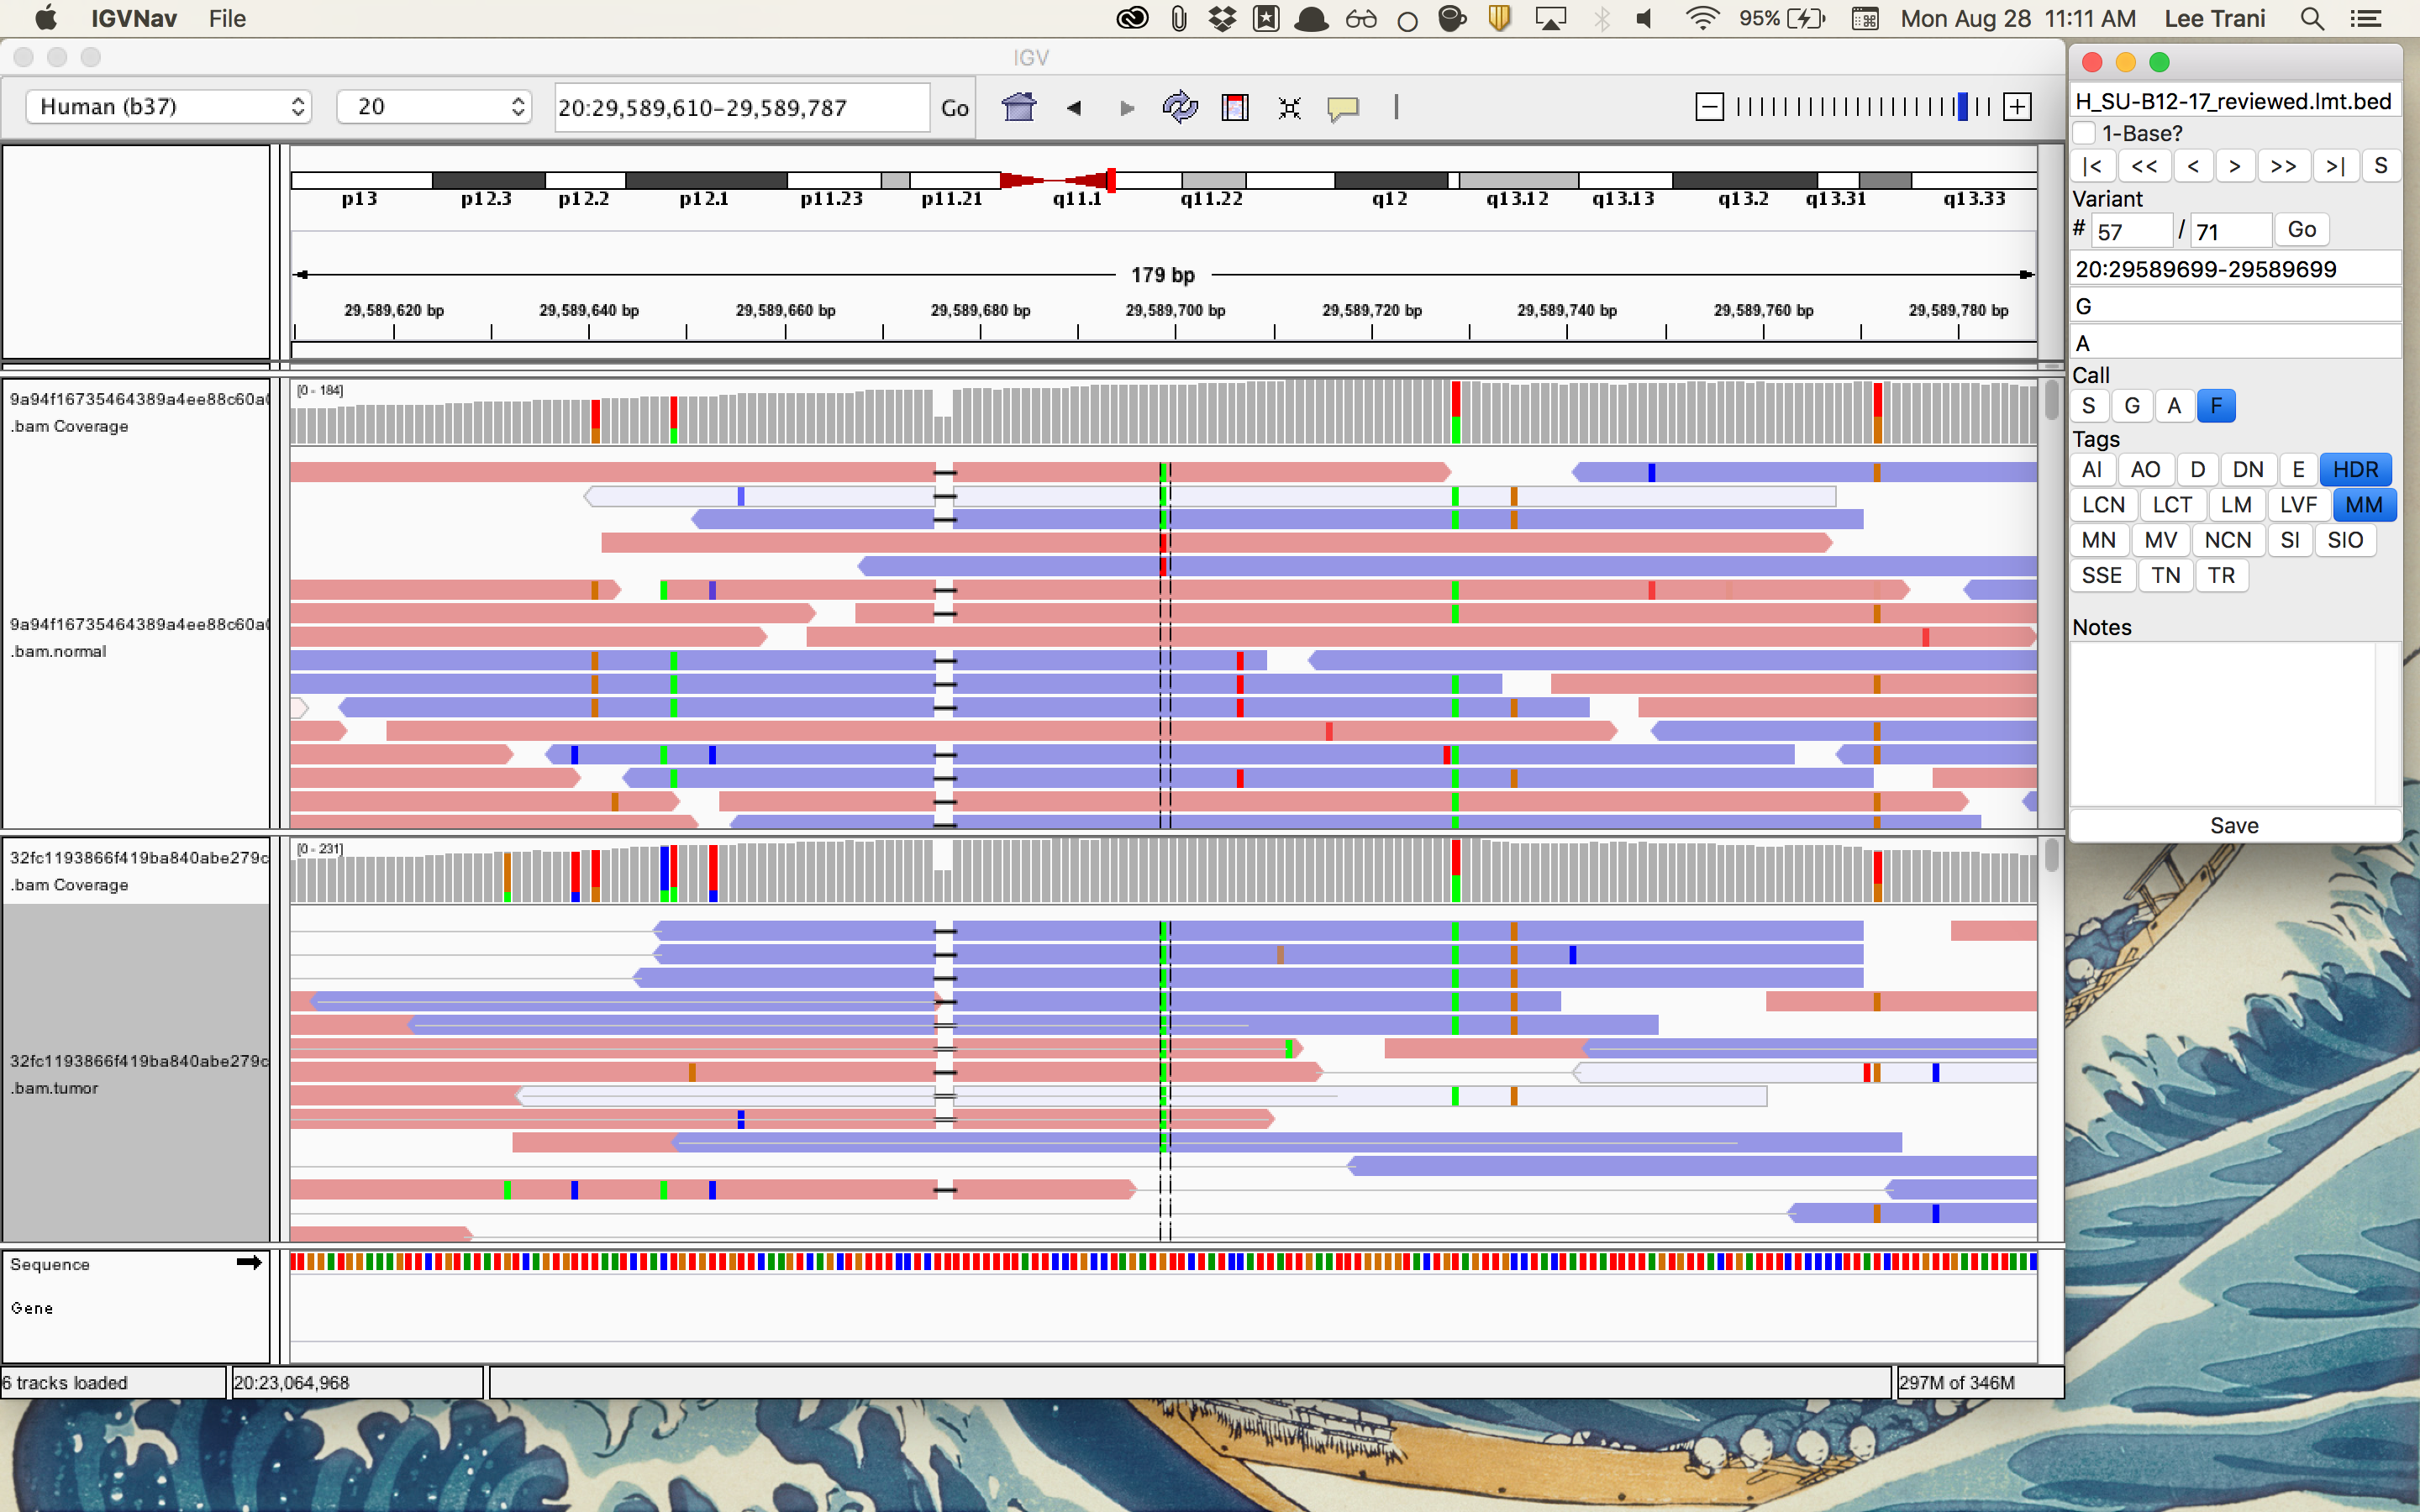 IGVNav File 95% Mon Aug 28 11:11 AM Lee Trani
IGV
Human (b37) 20 20:29,589,610-29,589,787 Go
p13 p12.3 p12.2 p12.1 p11.23 p11.21 q11.1 q11.22 q12 q13.12 q13.13 q13.2 q13.31 q13.33
179 bp
29,589,620 bp 29,589,640 bp 29,589,660 bp 29,589,680 bp 29,589,700 bp 29,589,720 bp 29,589,740 bp 29,589,760 bp 29,589,780 bp
[0 - 184]
9a94f16735464389a4ee88c60a
.bam Coverage
9a94f16735464389a4ee88c60a
.bam.normal
[0 - 231]
32fc1193866f419ba840abe279c
.bam Coverage
32fc1193866f419ba840abe279c
.bam.tumor
Sequence
Gene
6 tracks loaded 20:23,064,968 297M of 346M
H_SU-B12-17_reviewed.lmt.bed
1-Base?
|< << < > >> >| S
Variant
# 57 / 71 Go
20:29589699-29589699
G
A
Call
S G A F
Tags
AI AO D DN E HDR
LCN LCT LM LVF MM
MN MV NCN SI SIO
SSE TN TR
Notes
Save